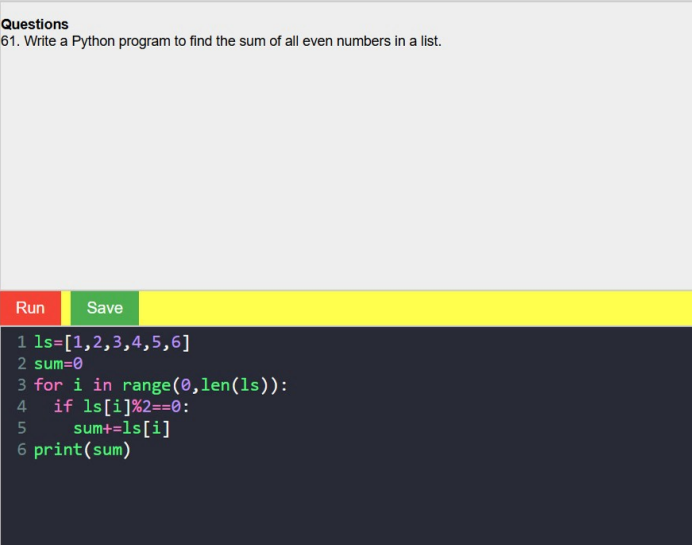 Questions
61. Write a Python program to find the sum of all even numbers in a list.
Run Save
1 ls=[1,2,3,4,5,6]
2 sum=0
3 for i in range(0,len(ls)):
4   if ls[i]%2==0:
5     sum+=ls[i]
6 print(sum)